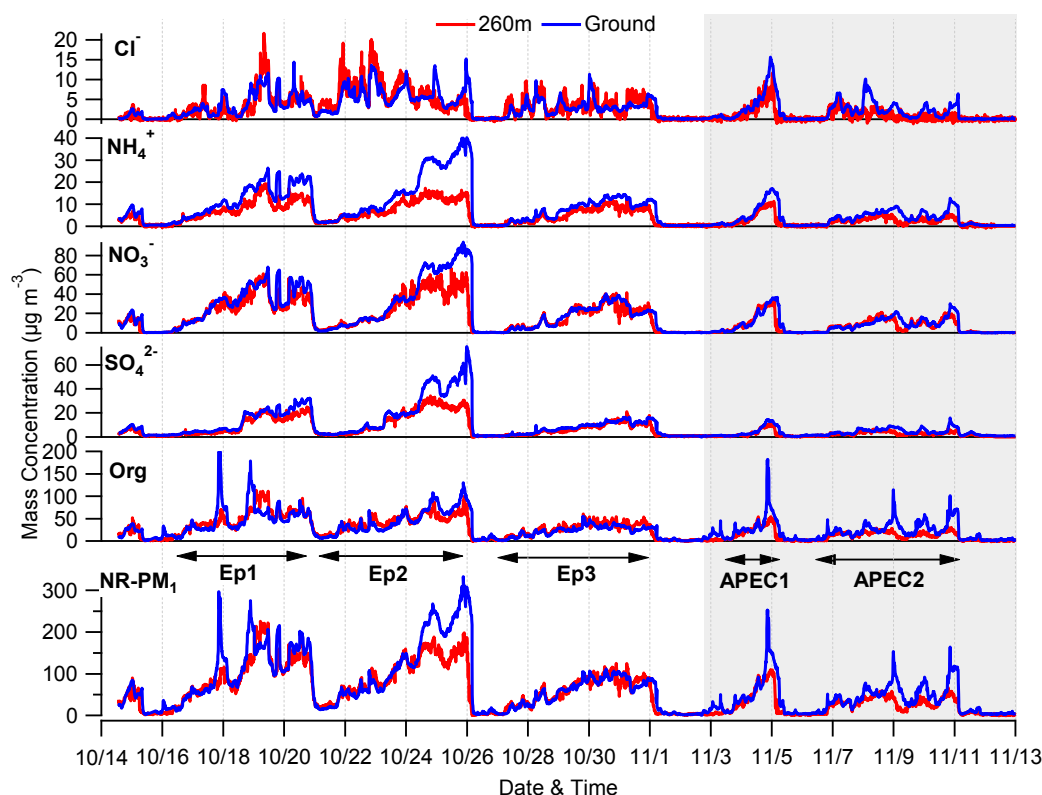 260m Ground
Cl-
20
15
10
5
0
NH4+
40
30
20
10
0
NO3-
80
60
40
20
0
SO4 2-
60
40
20
0
Org
200
150
100
50
0
Mass Concentration (µg m-3)
Ep1 Ep2 Ep3 APEC1 APEC2
NR-PM1
300
200
100
0
10/14 10/16 10/18 10/20 10/22 10/24 10/26 10/28 10/30 11/1 11/3 11/5 11/7 11/9 11/11 11/13
Date & Time